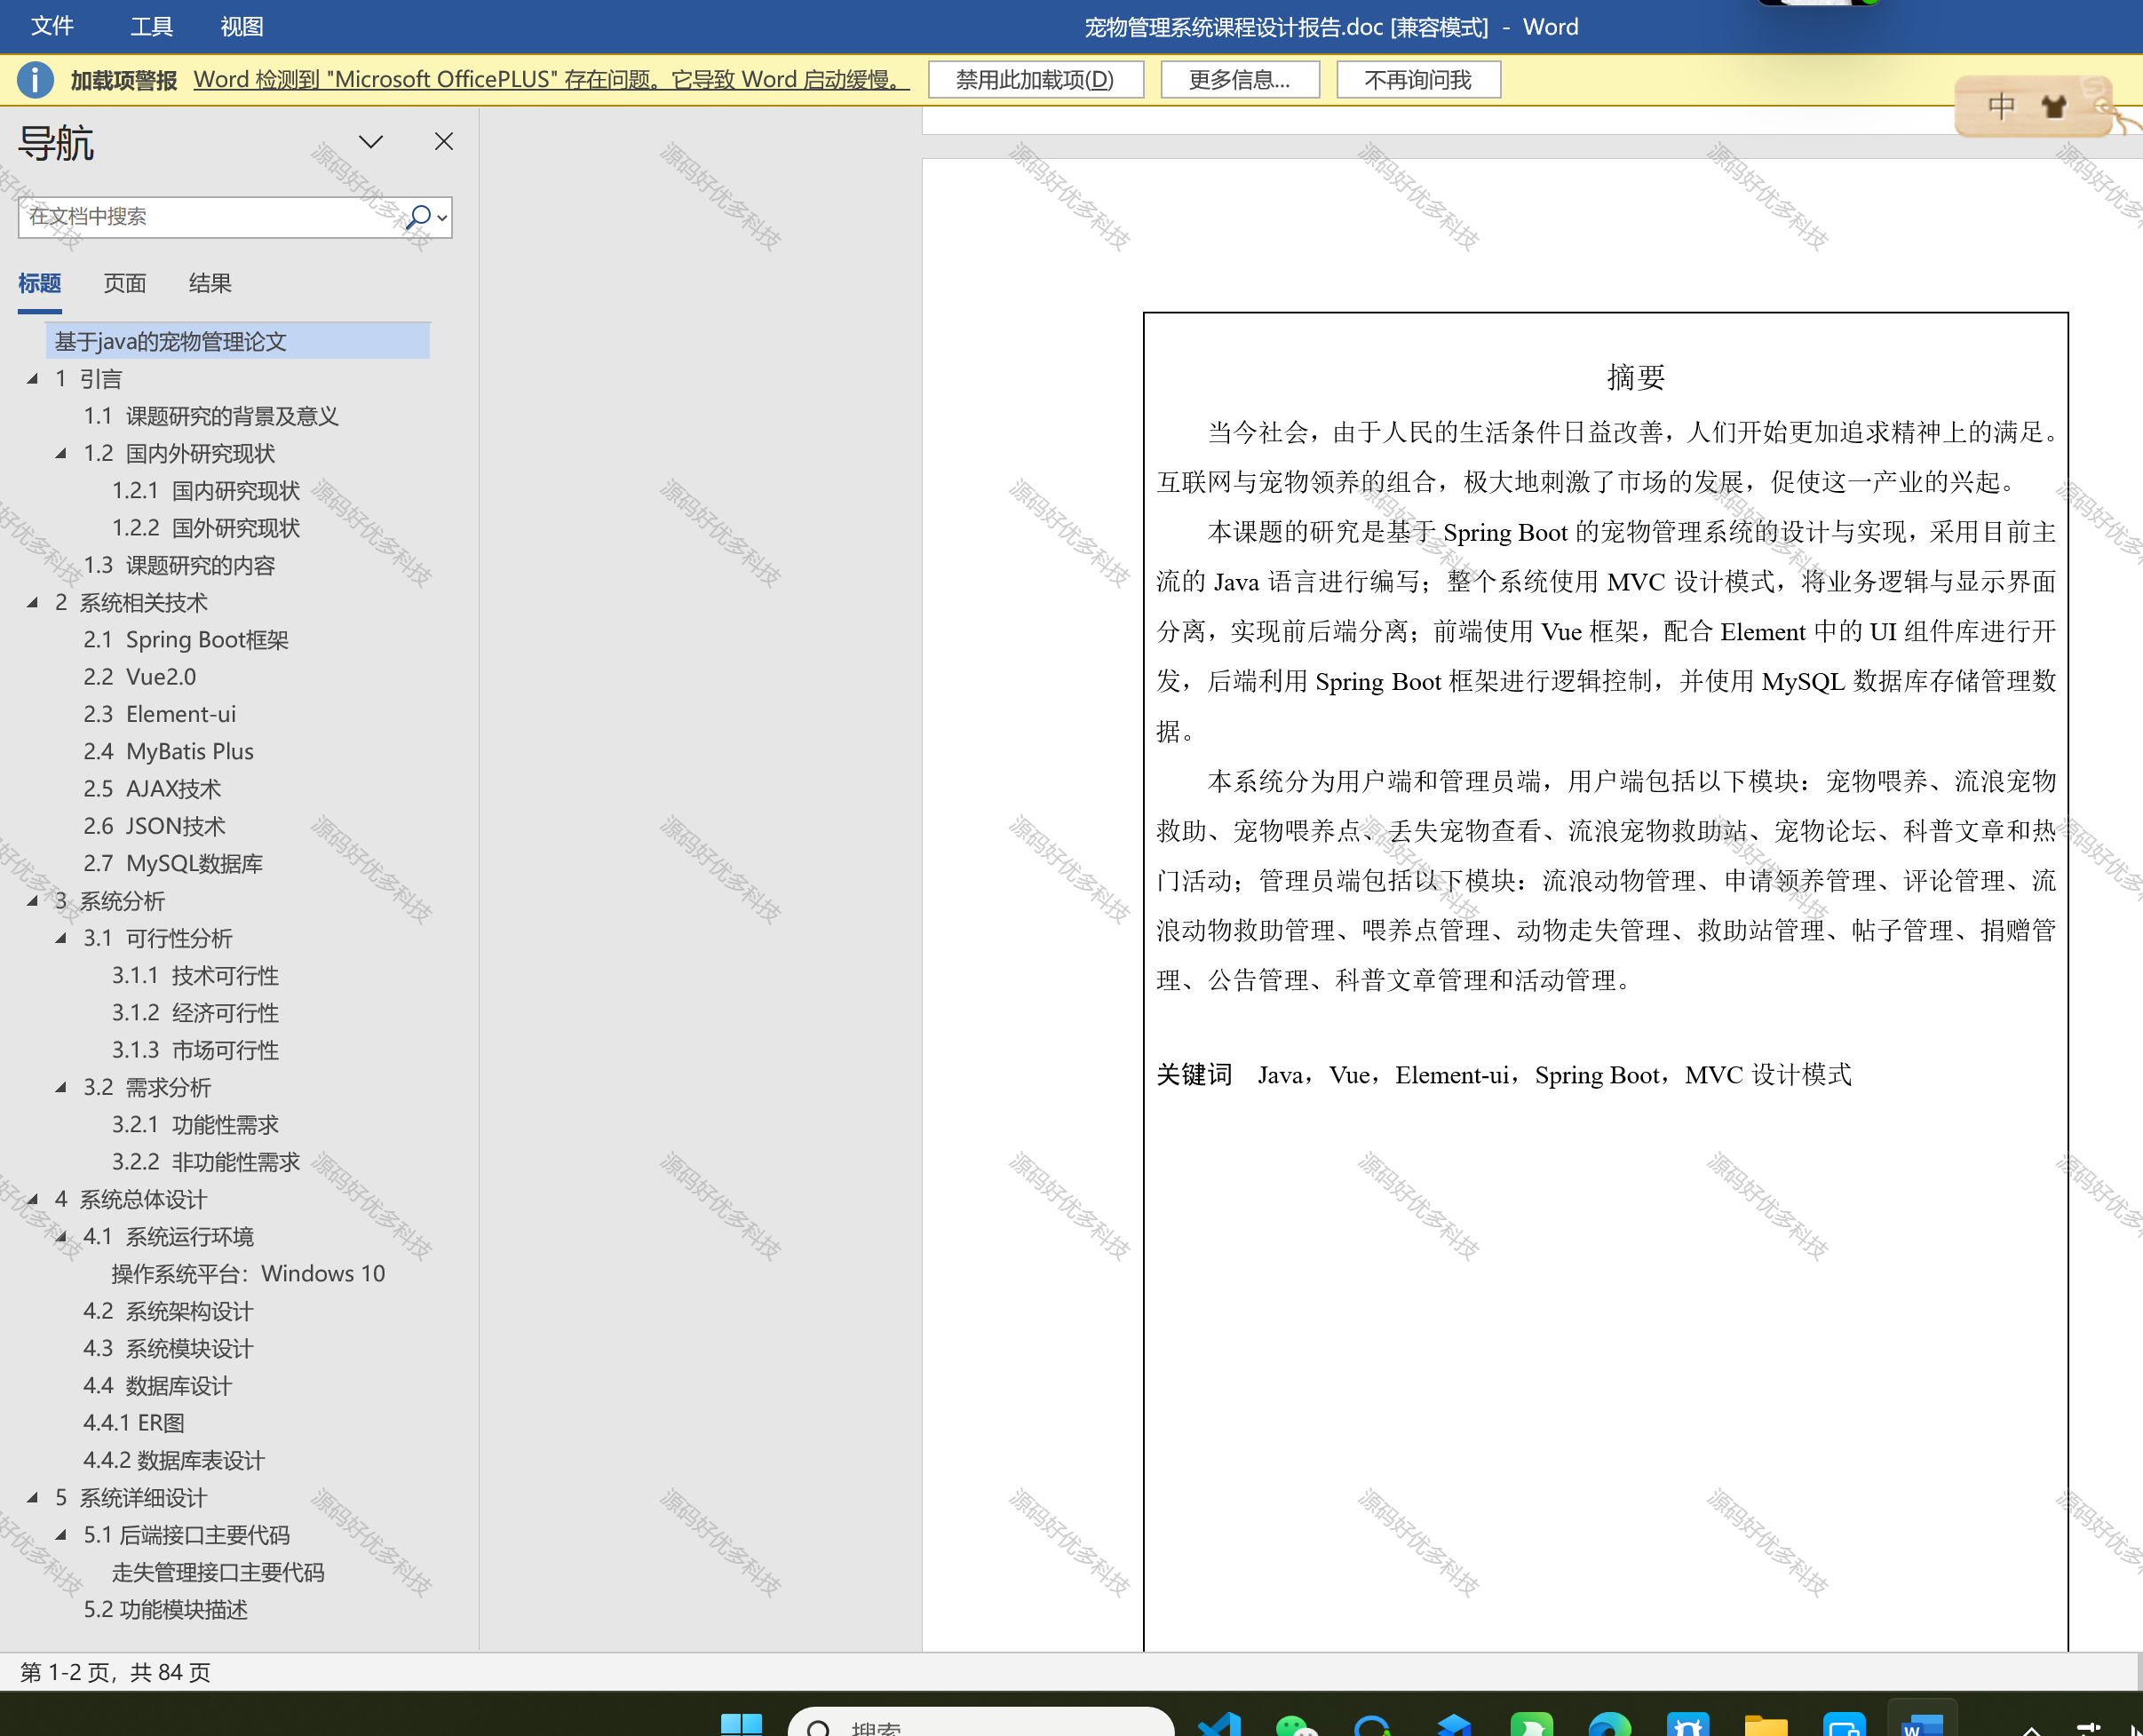 文件 工具 视图 宠物管理系统课程设计报告.doc [兼容模式] - Word
加载项警报 Word 检测到 "Microsoft OfficePLUS" 存在问题。它导致 Word 启动缓慢。 禁用此加载项(D) 更多信息... 不再询问我
中
导航
在文档中搜索
标题 页面 结果
基于java的宠物管理论文
1 引言
1.1 课题研究的背景及意义
1.2 国内外研究现状
1.2.1 国内研究现状
1.2.2 国外研究现状
1.3 课题研究的内容
2 系统相关技术
2.1 Spring Boot框架
2.2 Vue2.0
2.3 Element-ui
2.4 MyBatis Plus
2.5 AJAX技术
2.6 JSON技术
2.7 MySQL数据库
3 系统分析
3.1 可行性分析
3.1.1 技术可行性
3.1.2 经济可行性
3.1.3 市场可行性
3.2 需求分析
3.2.1 功能性需求
3.2.2 非功能性需求
4 系统总体设计
4.1 系统运行环境
操作系统平台：Windows 10
4.2 系统架构设计
4.3 系统模块设计
4.4 数据库设计
4.4.1 ER图
4.4.2 数据库表设计
5 系统详细设计
5.1 后端接口主要代码
走失管理接口主要代码
5.2 功能模块描述
摘要
当今社会，由于人民的生活条件日益改善，人们开始更加追求精神上的满足。
互联网与宠物领养的组合，极大地刺激了市场的发展，促使这一产业的兴起。
本课题的研究是基于 Spring Boot 的宠物管理系统的设计与实现，采用目前主
流的 Java 语言进行编写；整个系统使用 MVC 设计模式，将业务逻辑与显示界面
分离，实现前后端分离；前端使用 Vue 框架，配合 Element 中的 UI 组件库进行开
发，后端利用 Spring Boot 框架进行逻辑控制，并使用 MySQL 数据库存储管理数
据。
本系统分为用户端和管理员端，用户端包括以下模块：宠物喂养、流浪宠物
救助、宠物喂养点、丢失宠物查看、流浪宠物救助站、宠物论坛、科普文章和热
门活动；管理员端包括以下模块：流浪动物管理、申请领养管理、评论管理、流
浪动物救助管理、喂养点管理、动物走失管理、救助站管理、帖子管理、捐赠管
理、公告管理、科普文章管理和活动管理。
关键词 Java，Vue，Element-ui，Spring Boot，MVC 设计模式
第 1-2 页，共 84 页
搜索
源码好优多科技